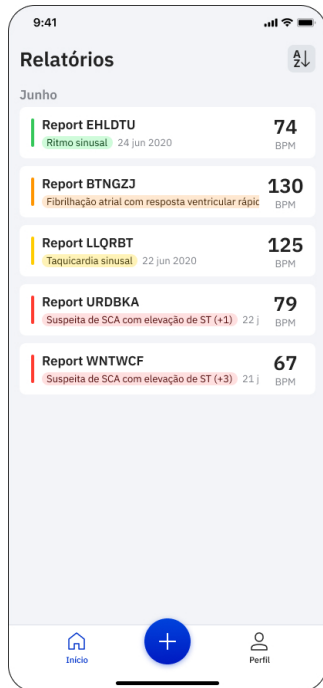 9:41
Relatórios
A
Z
Junho
Report EHLDTU
74
Ritmo sinusal 24 jun 2020
BPM
Report BTNGZJ
130
Fibrilhação atrial com resposta ventricular rápic
BPM
Report LLQRBT
125
Taquicardia sinusal 22 jun 2020
BPM
Report URDBKA
79
Suspeita de SCA com elevação de ST (+1) 22 j
BPM
Report WNTWCF
67
Suspeita de SCA com elevação de ST (+3) 21 j
BPM
Início
Perfil